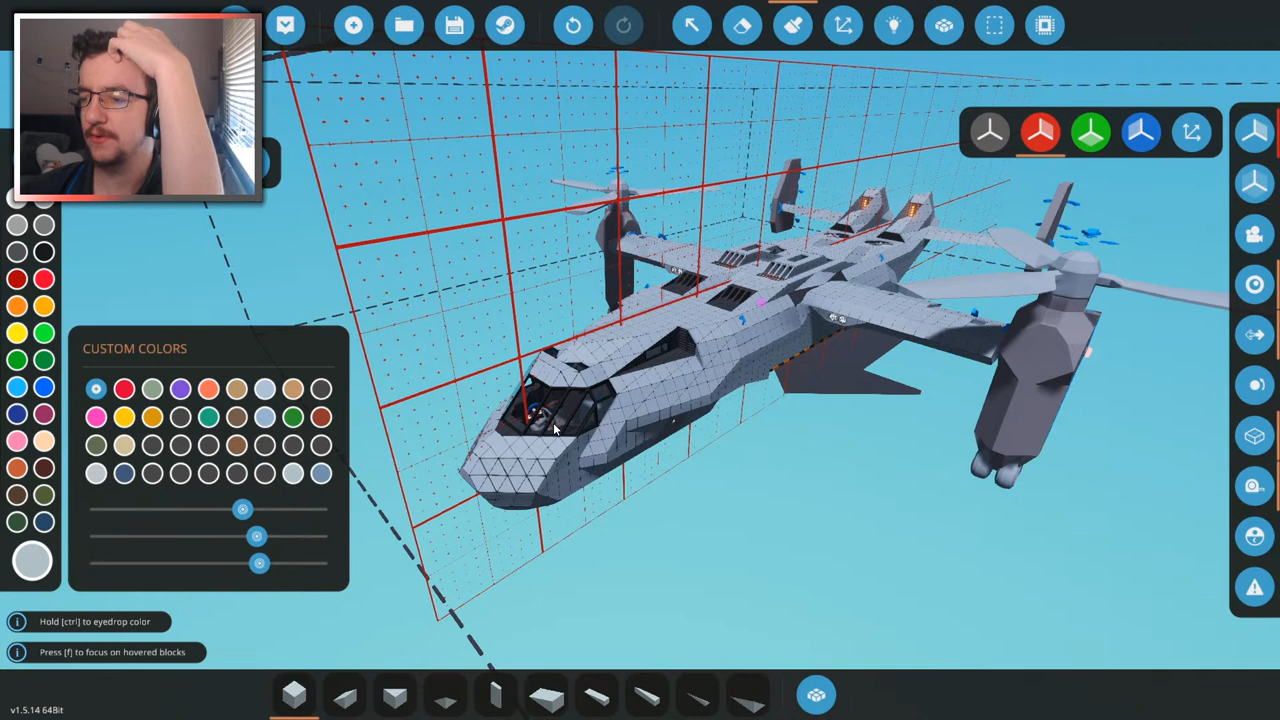 CUSTOM COLORS
Hold [ctrl] to eyedrop color
Press [f] to focus on hovered blocks
v1.5.14 64Bit